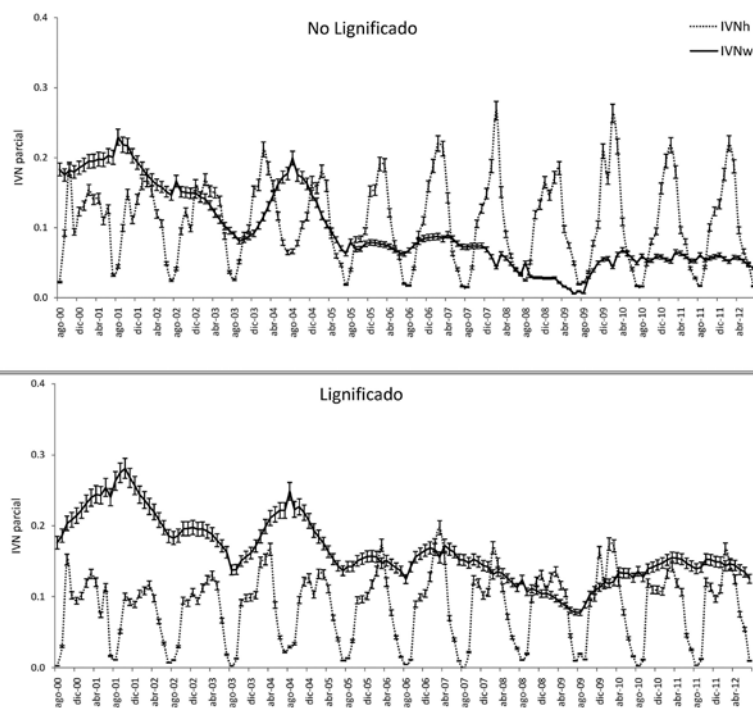 No Lignificado
IVNh
IVNw
IVN parcial
0.4
0.3
0.2
0.1
0.0
ago-00 dic-00 abr-01 ago-01 dic-01 abr-02 ago-02 dic-02 abr-03 ago-03 dic-03 abr-04 ago-04 dic-04 abr-05 ago-05 dic-05 abr-06 ago-06 dic-06 abr-07 ago-07 dic-07 abr-08 ago-08 dic-08 abr-09 ago-09 dic-09 abr-10 ago-10 dic-10 abr-11 ago-11 dic-11 abr-12
Lignificado
IVN parcial
0.4
0.3
0.2
0.1
0.0
ago-00 dic-00 abr-01 ago-01 dic-01 abr-02 ago-02 dic-02 abr-03 ago-03 dic-03 abr-04 ago-04 dic-04 abr-05 ago-05 dic-05 abr-06 ago-06 dic-06 abr-07 ago-07 dic-07 abr-08 ago-08 dic-08 abr-09 ago-09 dic-09 abr-10 ago-10 dic-10 abr-11 ago-11 dic-11 abr-12